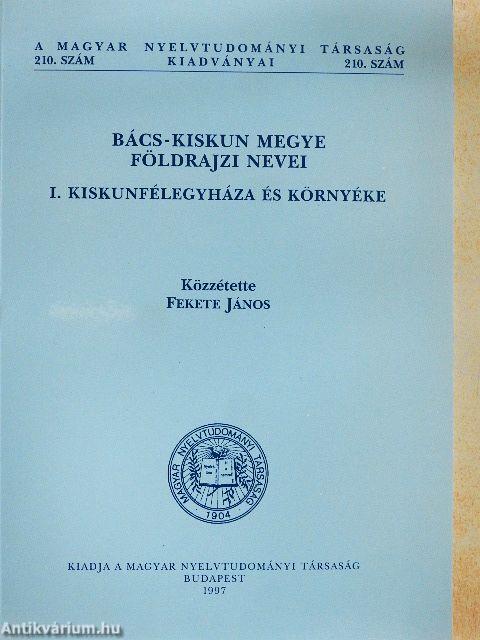 A MAGYAR NYELVTUDOMÁNYI TÁRSASÁG
210. SZÁM KIADVÁNYAI 210. SZÁM
BÁCS-KISKUN MEGYE
FÖLDRAJZI NEVEI
I. KISKUNFÉLEGYHÁZA ÉS KÖRNYÉKE
Közzétette
FEKETE JÁNOS
MAGYAR NYELVTUDOMÁNYI TÁRSASÁG
1904
KIADJA A MAGYAR NYELVTUDOMÁNYI TÁRSASÁG
BUDAPEST
1997
Antikvárium.hu